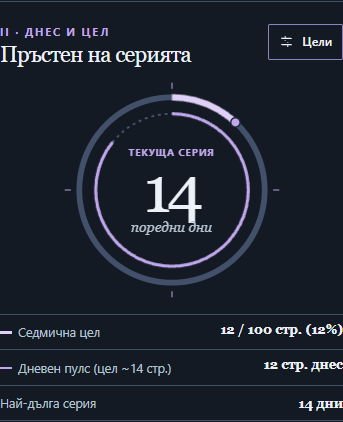 II · ДНЕС И ЦЕЛ
Пръстен на серията
Цели
ТЕКУЩА СЕРИЯ
14
поредни дни
Седмична цел 12 / 100 стр. (12%)
Дневен пулс (цел ~14 стр.) 12 стр. днес
Най-дълга серия 14 дни